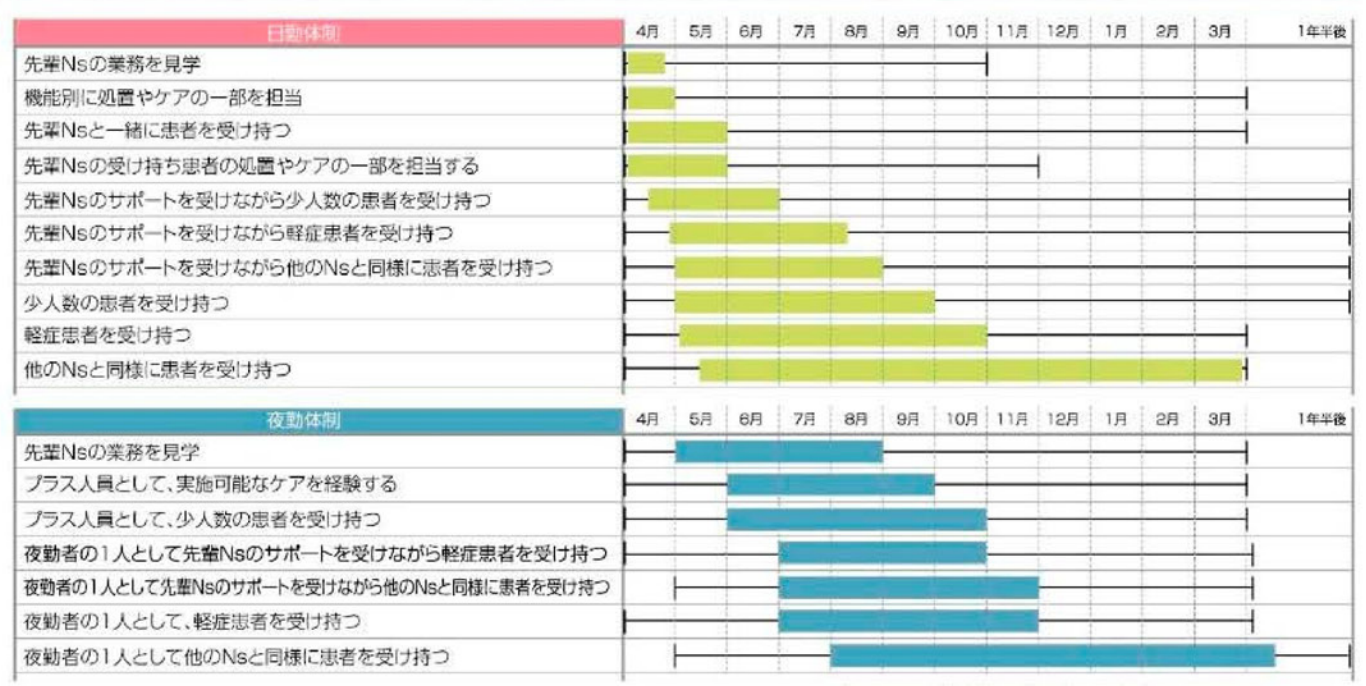 日勤体制 4月 5月 6月 7月 8月 9月 10月 11月 12月 1月 2月 3月 1年半後
先輩Nsの業務を見学
機能別に処置やケアの一部を担当
先輩Nsと一緒に患者を受け持つ
先輩Nsの受け持ち患者の処置やケアの一部を担当する
先輩Nsのサポートを受けながら少人数の患者を受け持つ
先輩Nsのサポートを受けながら軽症患者を受け持つ
先輩Nsのサポートを受けながら他のNsと同様に患者を受け持つ
少人数の患者を受け持つ
軽症患者を受け持つ
他のNsと同様に患者を受け持つ
夜勤体制 4月 5月 6月 7月 8月 9月 10月 11月 12月 1月 2月 3月 1年半後
先輩Nsの業務を見学
プラス人員として、実施可能なケアを経験する
プラス人員として、少人数の患者を受け持つ
夜勤者の1人として先輩Nsのサポートを受けながら軽症患者を受け持つ
夜勤者の1人として先輩Nsのサポートを受けながら他のNsと同様に患者を受け持つ
夜勤者の1人として、軽症患者を受け持つ
夜勤者の1人として他のNsと同様に患者を受け持つ